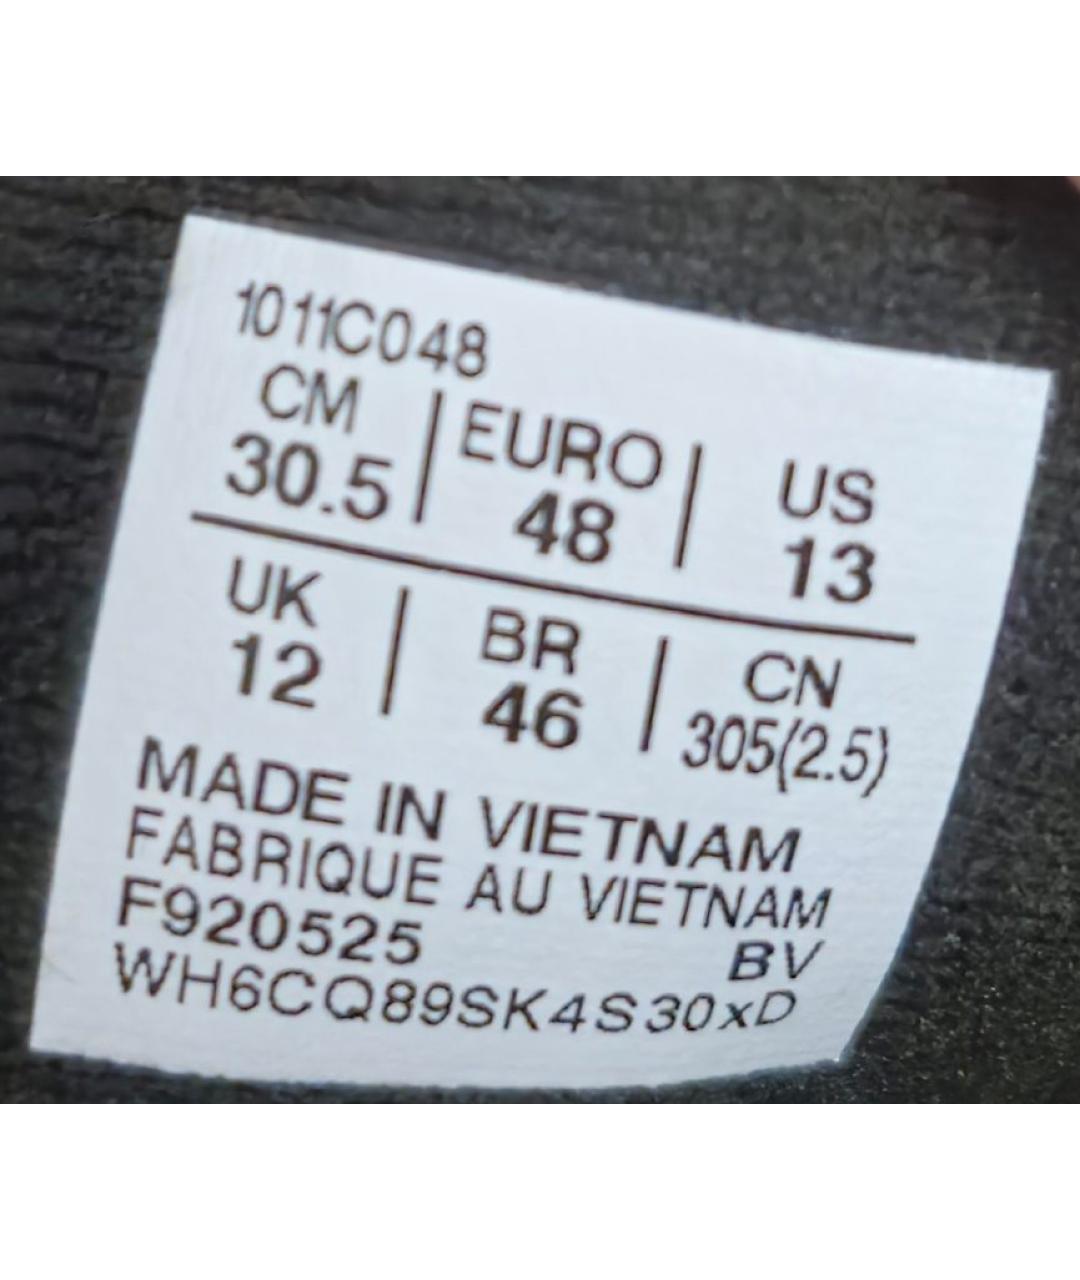 1011C048
CM | EURO | US
30.5 | 48 | 13
UK | BR | CN
12 | 46 | 305(2.5)
MADE IN VIETNAM
FABRIQUE AU VIETNAM
F920525 BV
WH6CQ89SK4S30xD